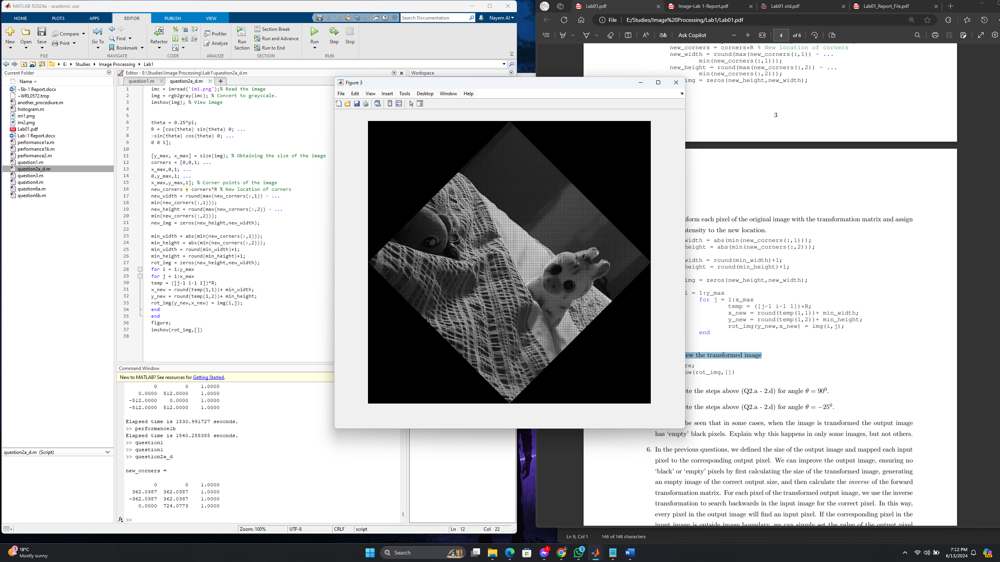 MATLAB R2024a - academic use
HOME PLOTS APPS EDITOR PUBLISH VIEW
Search Documentation
Nayem Al
New Open Save Compare Print
Go To Find Bookmark
Refactor
Profiler Analyze
Run Section Section Break Run and Advance Run to End
Run Step Stop
FILE NAVIGATE CODE ANALYZE SECTION RUN
E: Studies Image Processing Lab1
Current Folder
Name
~$b-1 Report.docx
~WRL0572.tmp
another_procediure.m
histogram.m
im1.png
im2.png
Lab01.pdf
Lab-1 Report.docx
performance1a.m
performance1b.m
performance2.m
question1.m
question2a_d.m
question3.m
question4.m
question6a.m
question6b.m
question2a_d.m (Script)
Editor - E:\Studies\Image Processing\Lab1\question2a_d.m
question1.m question2a_d.m
1 imc = imread('im1.png');% Read the image
2 img = rgb2gray(imc); % Convert to grayscale.
3 imshow(img); % View image
4
5
6 theta = 0.25*pi;
7 R = [cos(theta) sin(theta) 0; ...
8 -sin(theta) cos(theta) 0; ...
9 0 0 1];
10
11 [y_max, x_max] = size(img); % Obtaining the size of the image
12 corners = [0,0,1; ...
13 x_max,0,1; ...
14 0,y_max,1; ...
15 x_max,y_max,1]; % Corner points of the image
16 new_corners = corners*R % New location of corners
17 new_width = round(max(new_corners(:,1)) - ...
18 min(new_corners(:,1)));
19 new_height = round(max(new_corners(:,2)) - ...
20 min(new_corners(:,2)));
21 new_img = zeros(new_height,new_width);
22
23 min_width = abs(min(new_corners(:,1)));
24 min_height = abs(min(new_corners(:,2)));
25 min_width = round(min_width)+1;
26 min_height = round(min_height)+1;
27 rot_img = zeros(new_height,new_width);
28 for i = 1:y_max
29 for j = 1:x_max
30 temp = ([j-1 i-1 1])*R;
31 x_new = round(temp(1,1))+ min_width;
32 y_new = round(temp(1,2))+ min_height;
33 rot_img(y_new,x_new) = img(i,j);
34 end
35 end
36 figure;
37 imshow(rot_img,[])
38
Command Window
New to MATLAB? See resources for Getting Started.
0 0 1.0000
0.0000 512.0000 1.0000
-512.0000 0.0000 1.0000
-512.0000 512.0000 1.0000
Elapsed time is 1530.991727 seconds.
>> performance1b
Elapsed time is 1540.255385 seconds.
>> question1
>> question1
>> question2a_d
new_corners =
0 0 1.0000
362.0387 362.0387 1.0000
-362.0387 362.0387 1.0000
0.0000 724.0773 1.0000
fx >>
Zoom: 100% UTF-8 CRLF script Ln 12 Col 22
Workspace
Figure 3
File Edit View Insert Tools Desktop Window Help
Lab01.pdf Image-Lab 1-Report.pdf Lab01 old.pdf Lab01_Report_File.pdf
File E:/Studies/Image%20Processing/Lab1/Lab01.pdf
Ask Copilot 4 of 6
new_corners = corners*R % New location of corners
new_width = round(max(new_corners(:,1)) - ...
min(new_corners(:,1)));
new_height = round(max(new_corners(:,2)) - ...
min(new_corners(:,2)));
img = zeros(new_height,new_width);
3
sform each pixel of the original image with the transformation matrix and assign
ntensity to the new location.
width = abs(min(new_corners(:,1)));
height = abs(min(new_corners(:,2)));
width = round(min_width)+1;
height = round(min_height)+1;
img = zeros(new_height,new_width);
i = 1:y_max
for j = 1:x_max
temp = ([j-1 i-1 1])*R;
x_new = round(temp(1,1))+ min_width;
y_new = round(temp(1,2))+ min_height;
rot_img(y_new,x_new) = img(i,j);
end
ew the transformed image
re;
ow(rot_img,[])
ete the steps above (Q2.a - 2.d) for angle θ = 90⁰.
ete the steps above (Q2.a - 2.d) for angle θ = −25⁰.
be seen that in some cases, when the image is transformed the output image
has ‘empty’ black pixels. Explain why this happens in only some images, but not others.
6. In the previous questions, we defined the size of the output image and mapped each input
pixel to the corresponding output pixel. We can improve the output image, ensuring no
‘black’ or ‘empty’ pixels by first calculating the size of the transformed image, generating
an empty image of the correct output size, and then calculate the inverse of the forward
transformation matrix. For each pixel of the transformed output image, we use the inverse
transformation to search backwards in the input image for the correct pixel. In this way,
every pixel in the output image will find an input pixel. If the corresponding pixel in the
input image is outside image boundary, we can simply set the value of the output pixel
Ln 9, Col 1 146 of 148 characters
1 18°C
Mostly sunny
Search
5
3
7:12 PM
6/13/2024
PRE